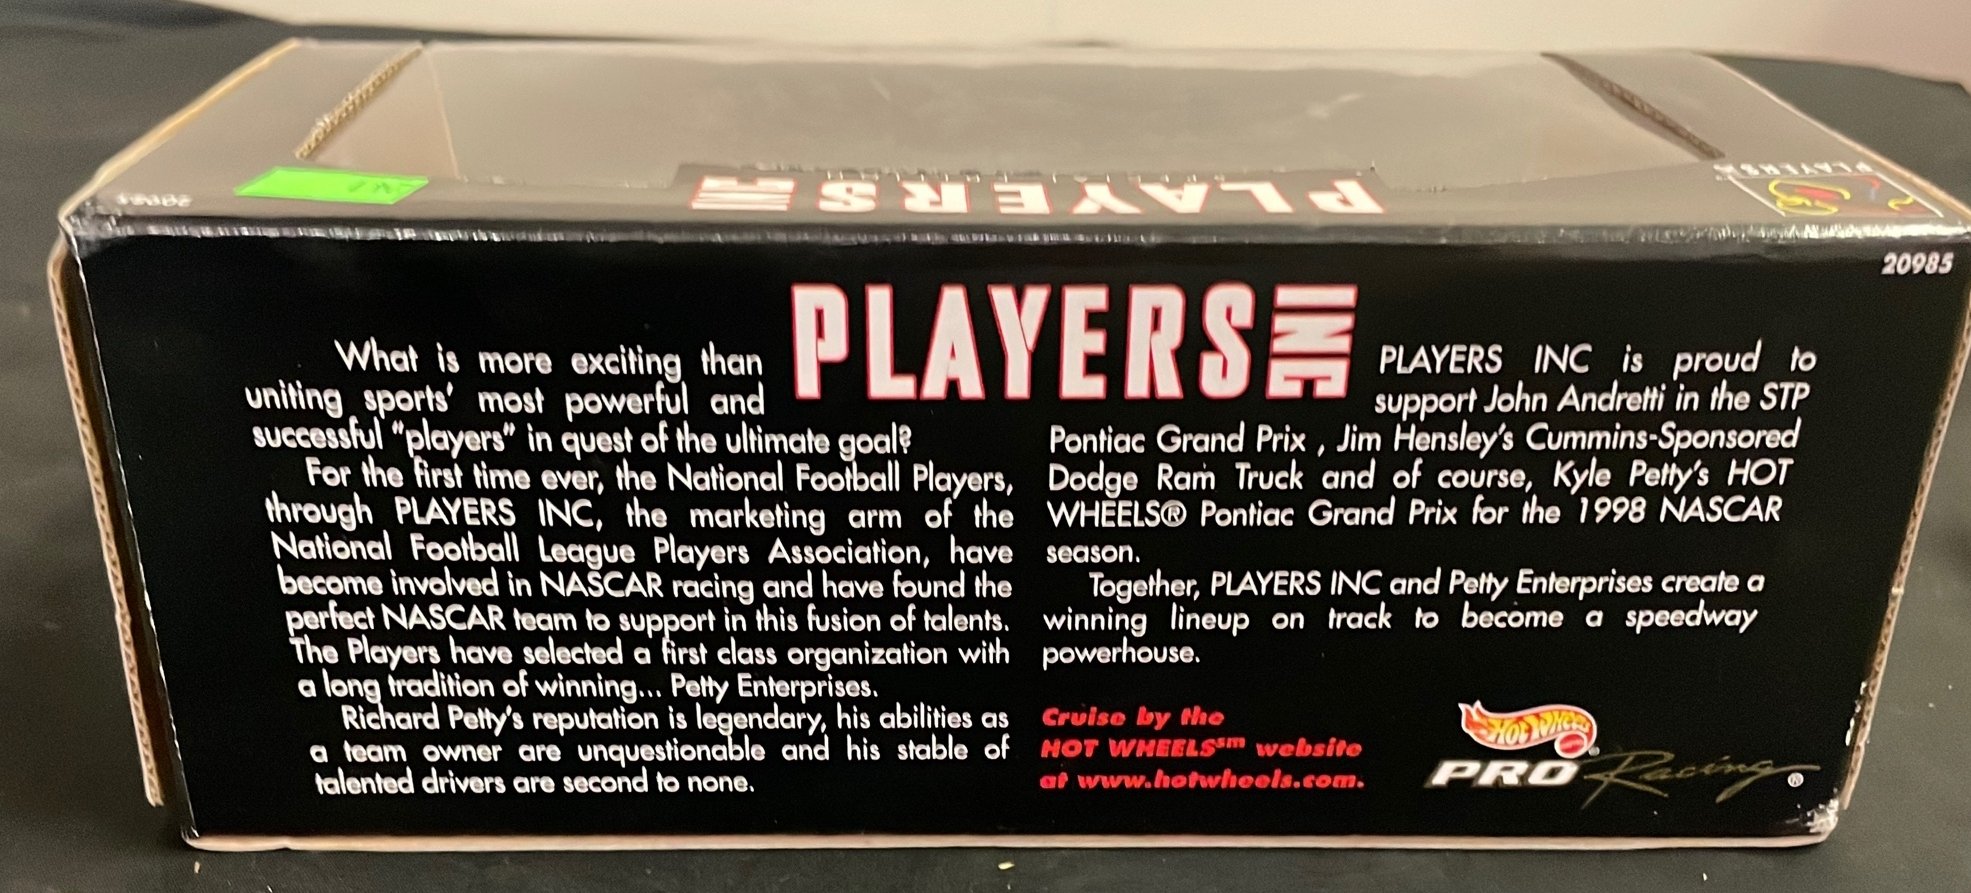 20985
PLAYERS INC
PLAYERS
20985
PLAYERS INC
What is more exciting than
uniting sports' most powerful and
successful "players" in quest of the ultimate goal?
For the first time ever, the National Football Players,
through PLAYERS INC, the marketing arm of the
National Football League Players Association, have
become involved in NASCAR racing and have found the
perfect NASCAR team to support in this fusion of talents.
The Players have selected a first class organization with
a long tradition of winning... Petty Enterprises.
Richard Petty's reputation is legendary, his abilities as
a team owner are unquestionable and his stable of
talented drivers are second to none.
PLAYERS INC is proud to
support John Andretti in the STP
Pontiac Grand Prix , Jim Hensley's Cummins-Sponsored
Dodge Ram Truck and of course, Kyle Petty's HOT
WHEELS® Pontiac Grand Prix for the 1998 NASCAR
season.
Together, PLAYERS INC and Petty Enterprises create a
winning lineup on track to become a speedway
powerhouse.
Cruise by the
HOT WHEELS℠ website
at www.hotwheels.com.
HOT WHEELS®
PRO Racing®